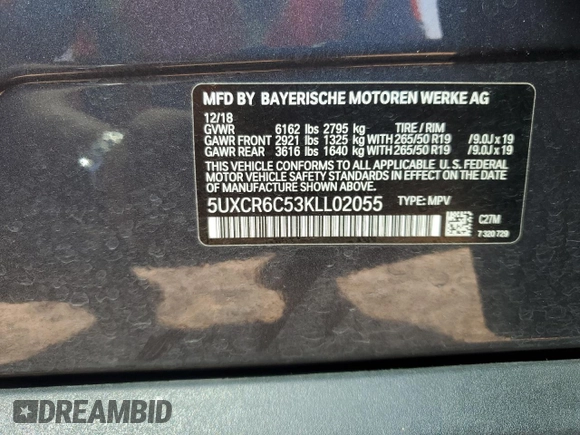 MFD BY BAYERISCHE MOTOREN WERKE AG
12/18
GVWR 6162 lbs 2795 kg TIRE / RIM
GAWR FRONT 2921 lbs 1325 kg WITH 265/50 R19 /9.0J x 19
GAWR REAR 3616 lbs 1640 kg WITH 265/50 R19 /9.0J x 19
THIS VEHICLE CONFORMS TO ALL APPLICABLE U.S. FEDERAL
MOTOR VEHICLE SAFETY STANDARDS IN EFFECT ON THE DATE
OF MANUFACTURE SHOWN ABOVE.
5UXCR6C53KLL02055 TYPE: MPV
C27M
7 320 729
DREAMBID